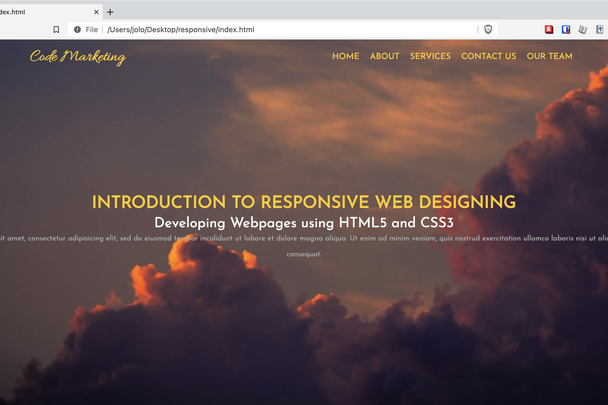 dex.html
File
/Users/jolo/Desktop/responsive/index.html
Code Marketing
HOME ABOUT SERVICES CONTACT US OUR TEAM
INTRODUCTION TO RESPONSIVE WEB DESIGNING
Developing Webpages using HTML5 and CSS3
sit amet, consectetur adipisicing elit, sed do eiusmod tempor incididunt ut labore et dolore magna aliqua. Ut enim ad minim veniam, quis nostrud exercitation ullamco laboris nisi ut
consequat.